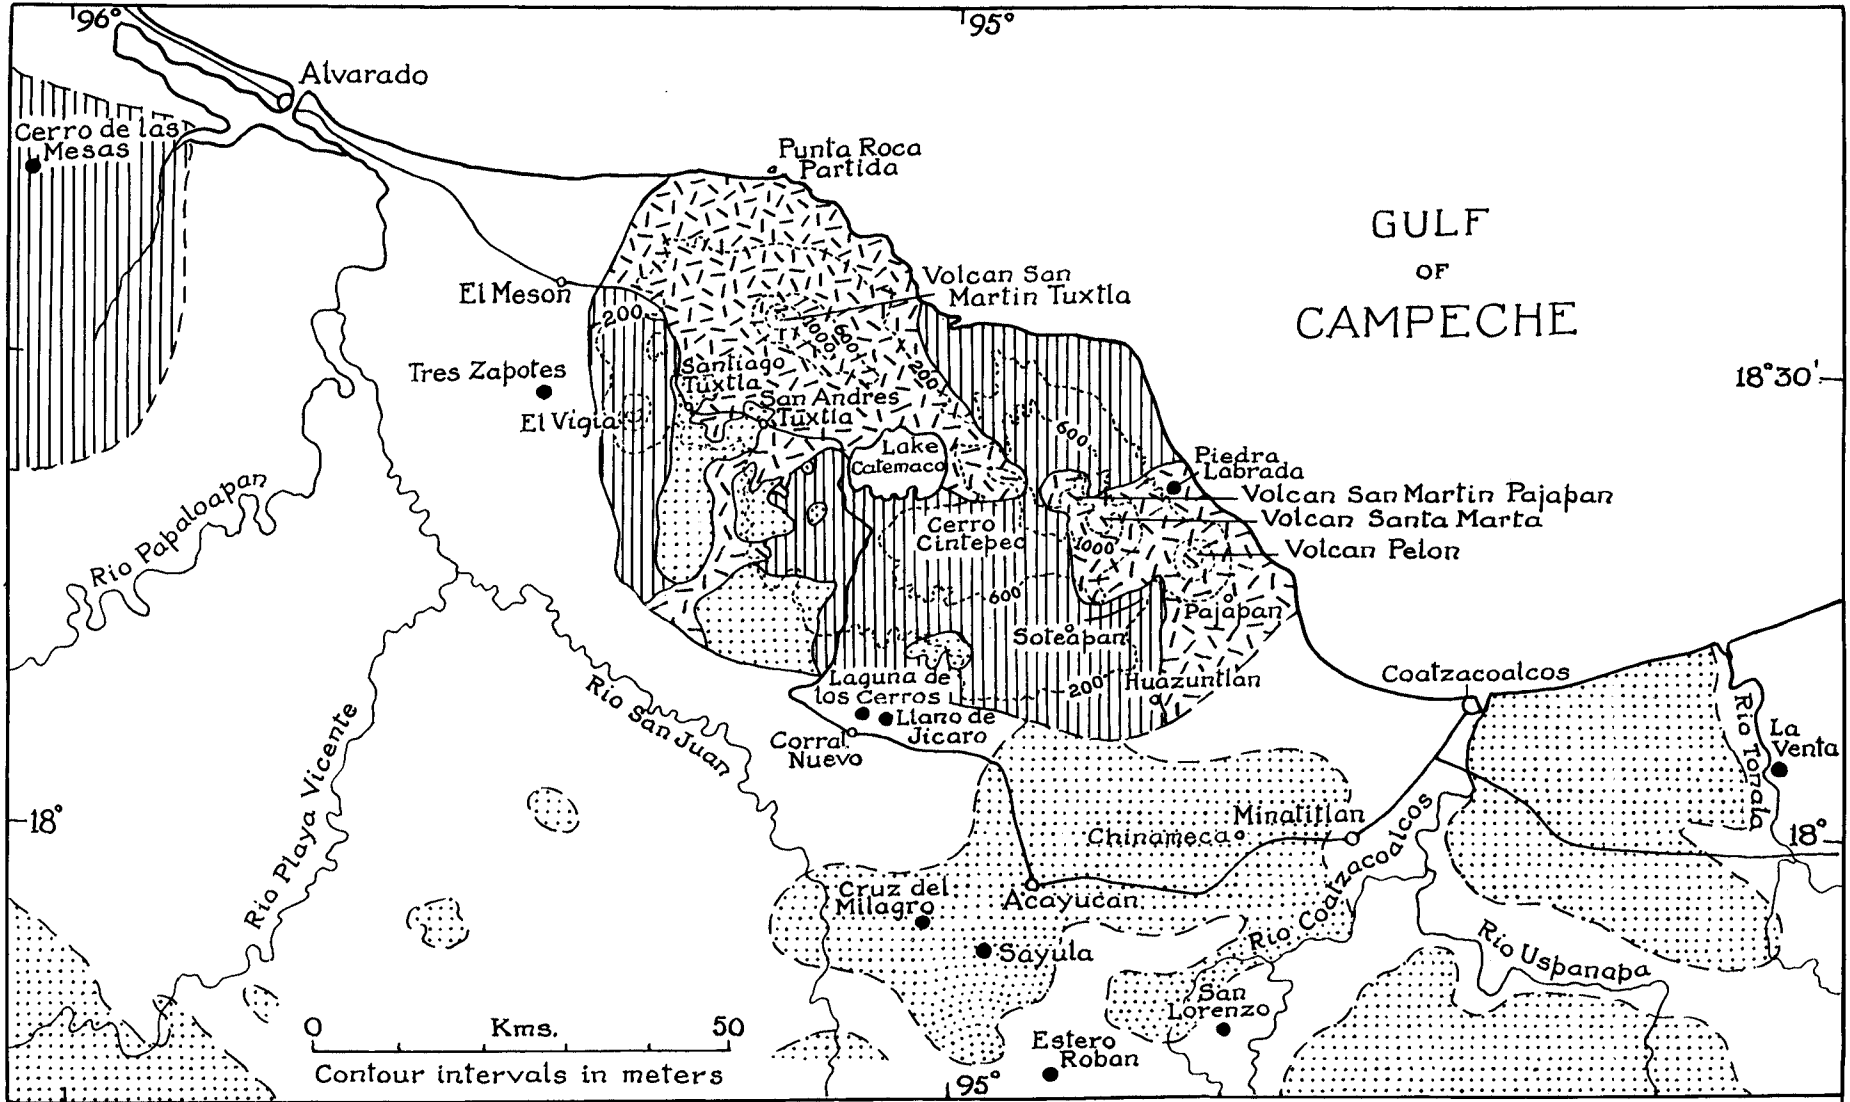 96°
95°
Alvarado
Cerro de las
Mesas
Punta Roca
Partida
GULF
OF
CAMPECHE
Volcan San
Martin Tuxtla
El Meson
200
1000
600
200
Tres Zapotes
Santiago
Tuxtla
18°30'
San Andres
Tuxtla
El Vigia
600
Lake
Catemaco
Piedra
Labrada
Volcan San Martin Pajapan
Volcan Santa Marta
Volcan Pelon
Rio Papaloapan
Cerro
Cintepec
1000
600
Pajapan
Soteapan
Laguna de
los Cerros
200
Huazuntlan
Coatzacoalcos
Rio San Juan
Llano de
Jicaro
Corral
Nuevo
Rio Tonala
La
Venta
Rio Playa Vicente
18°
Minatitlan
Chinameca
18°
Rio Coatzacoalcos
Cruz del
Milagro
Acayucan
Sayula
Rio Uspanapa
San
Lorenzo
Estero
Roban
0 Kms. 50
Contour intervals in meters
95°